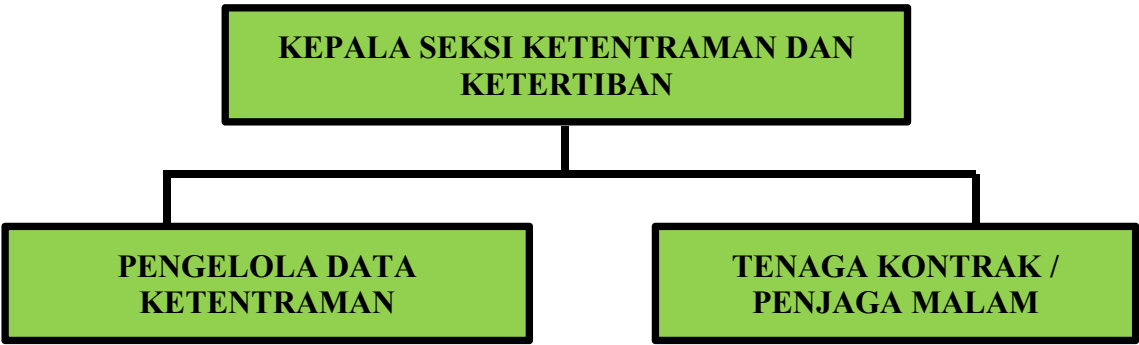 KEPALA SEKSI KETENTRAMAN DAN
KETERTIBAN
PENGELOLA DATA
KETENTRAMAN
TENAGA KONTRAK /
PENJAGA MALAM